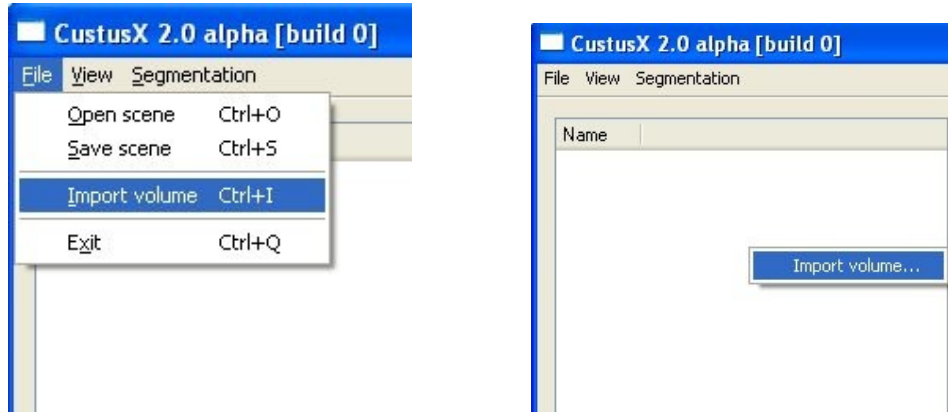 CustusX 2.0 alpha [build 0]
File View Segmentation
Open scene Ctrl+O
Save scene Ctrl+S
Import volume Ctrl+I
Exit Ctrl+Q
CustusX 2.0 alpha [build 0]
File View Segmentation
Name
Import volume...